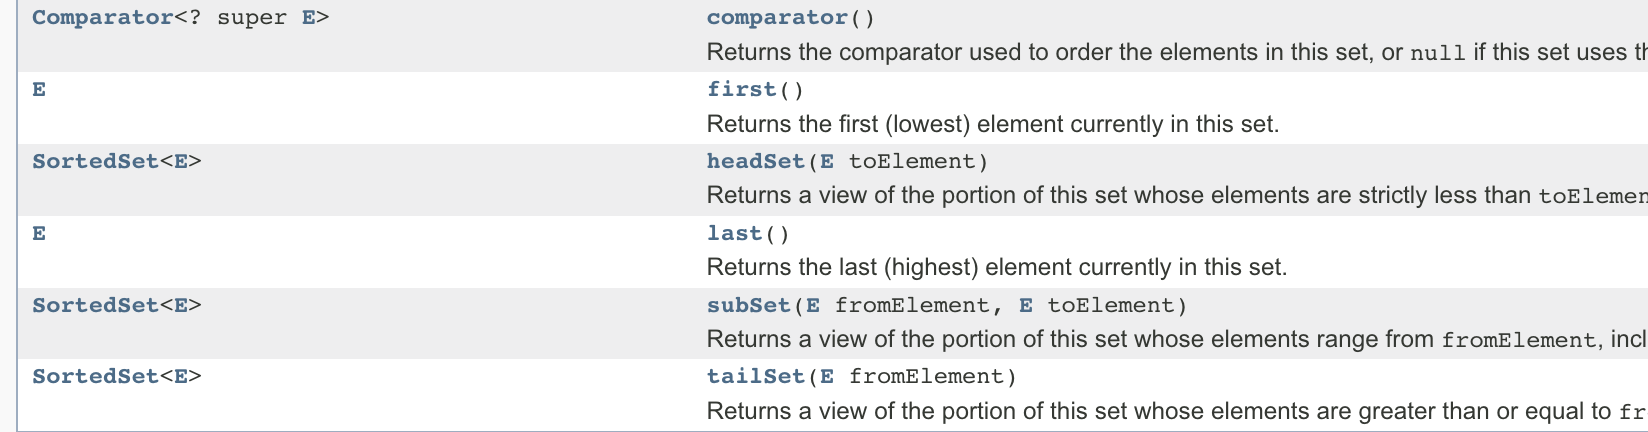 Comparator<? super E> comparator()
Returns the comparator used to order the elements in this set, or null if this set uses
E first()
Returns the first (lowest) element currently in this set.
SortedSet<E> headSet(E toElement)
Returns a view of the portion of this set whose elements are strictly less than
E last()
Returns the last (highest) element currently in this set.
SortedSet<E> subSet(E fromElement, E toElement)
Returns a view of the portion of this set whose elements range from fromElement,
SortedSet<E> tailSet(E fromElement)
Returns a view of the portion of this set whose elements are greater than or equal to